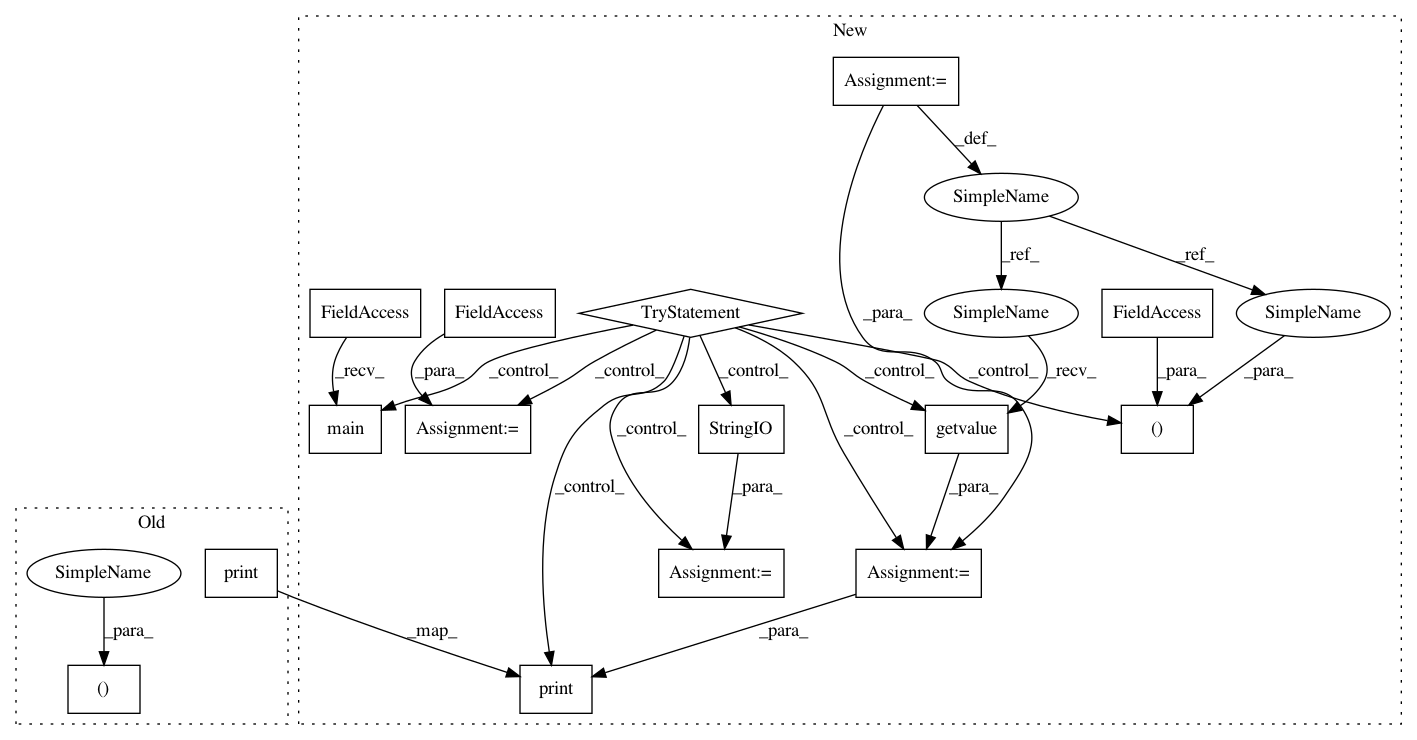 New
Assignment:=
_def_
SimpleName
_ref_
_ref_
FieldAccess
FieldAccess
TryStatement
SimpleName
FieldAccess
SimpleName
_para_
_recv_
_para_
_control_
_control_
_control_
_control_
_recv_
_control_
_para_
_para_
main
Assignment:=
_control_
StringIO
_control_
getvalue
()
_control_
_para_
_para_
Old
SimpleName
print
Assignment:=
Assignment:=
_para_
_map_
_para_
()
print